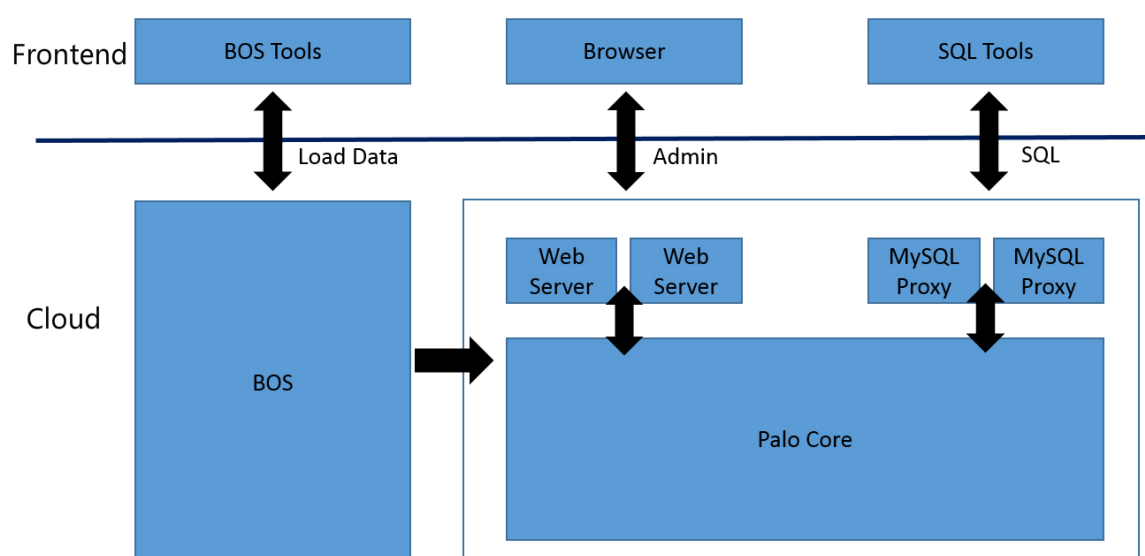 Frontend
BOS Tools
Browser
SQL Tools
Load Data
Admin
SQL
Cloud
BOS
Web
Server
Web
Server
MySQL
Proxy
MySQL
Proxy
Palo Core